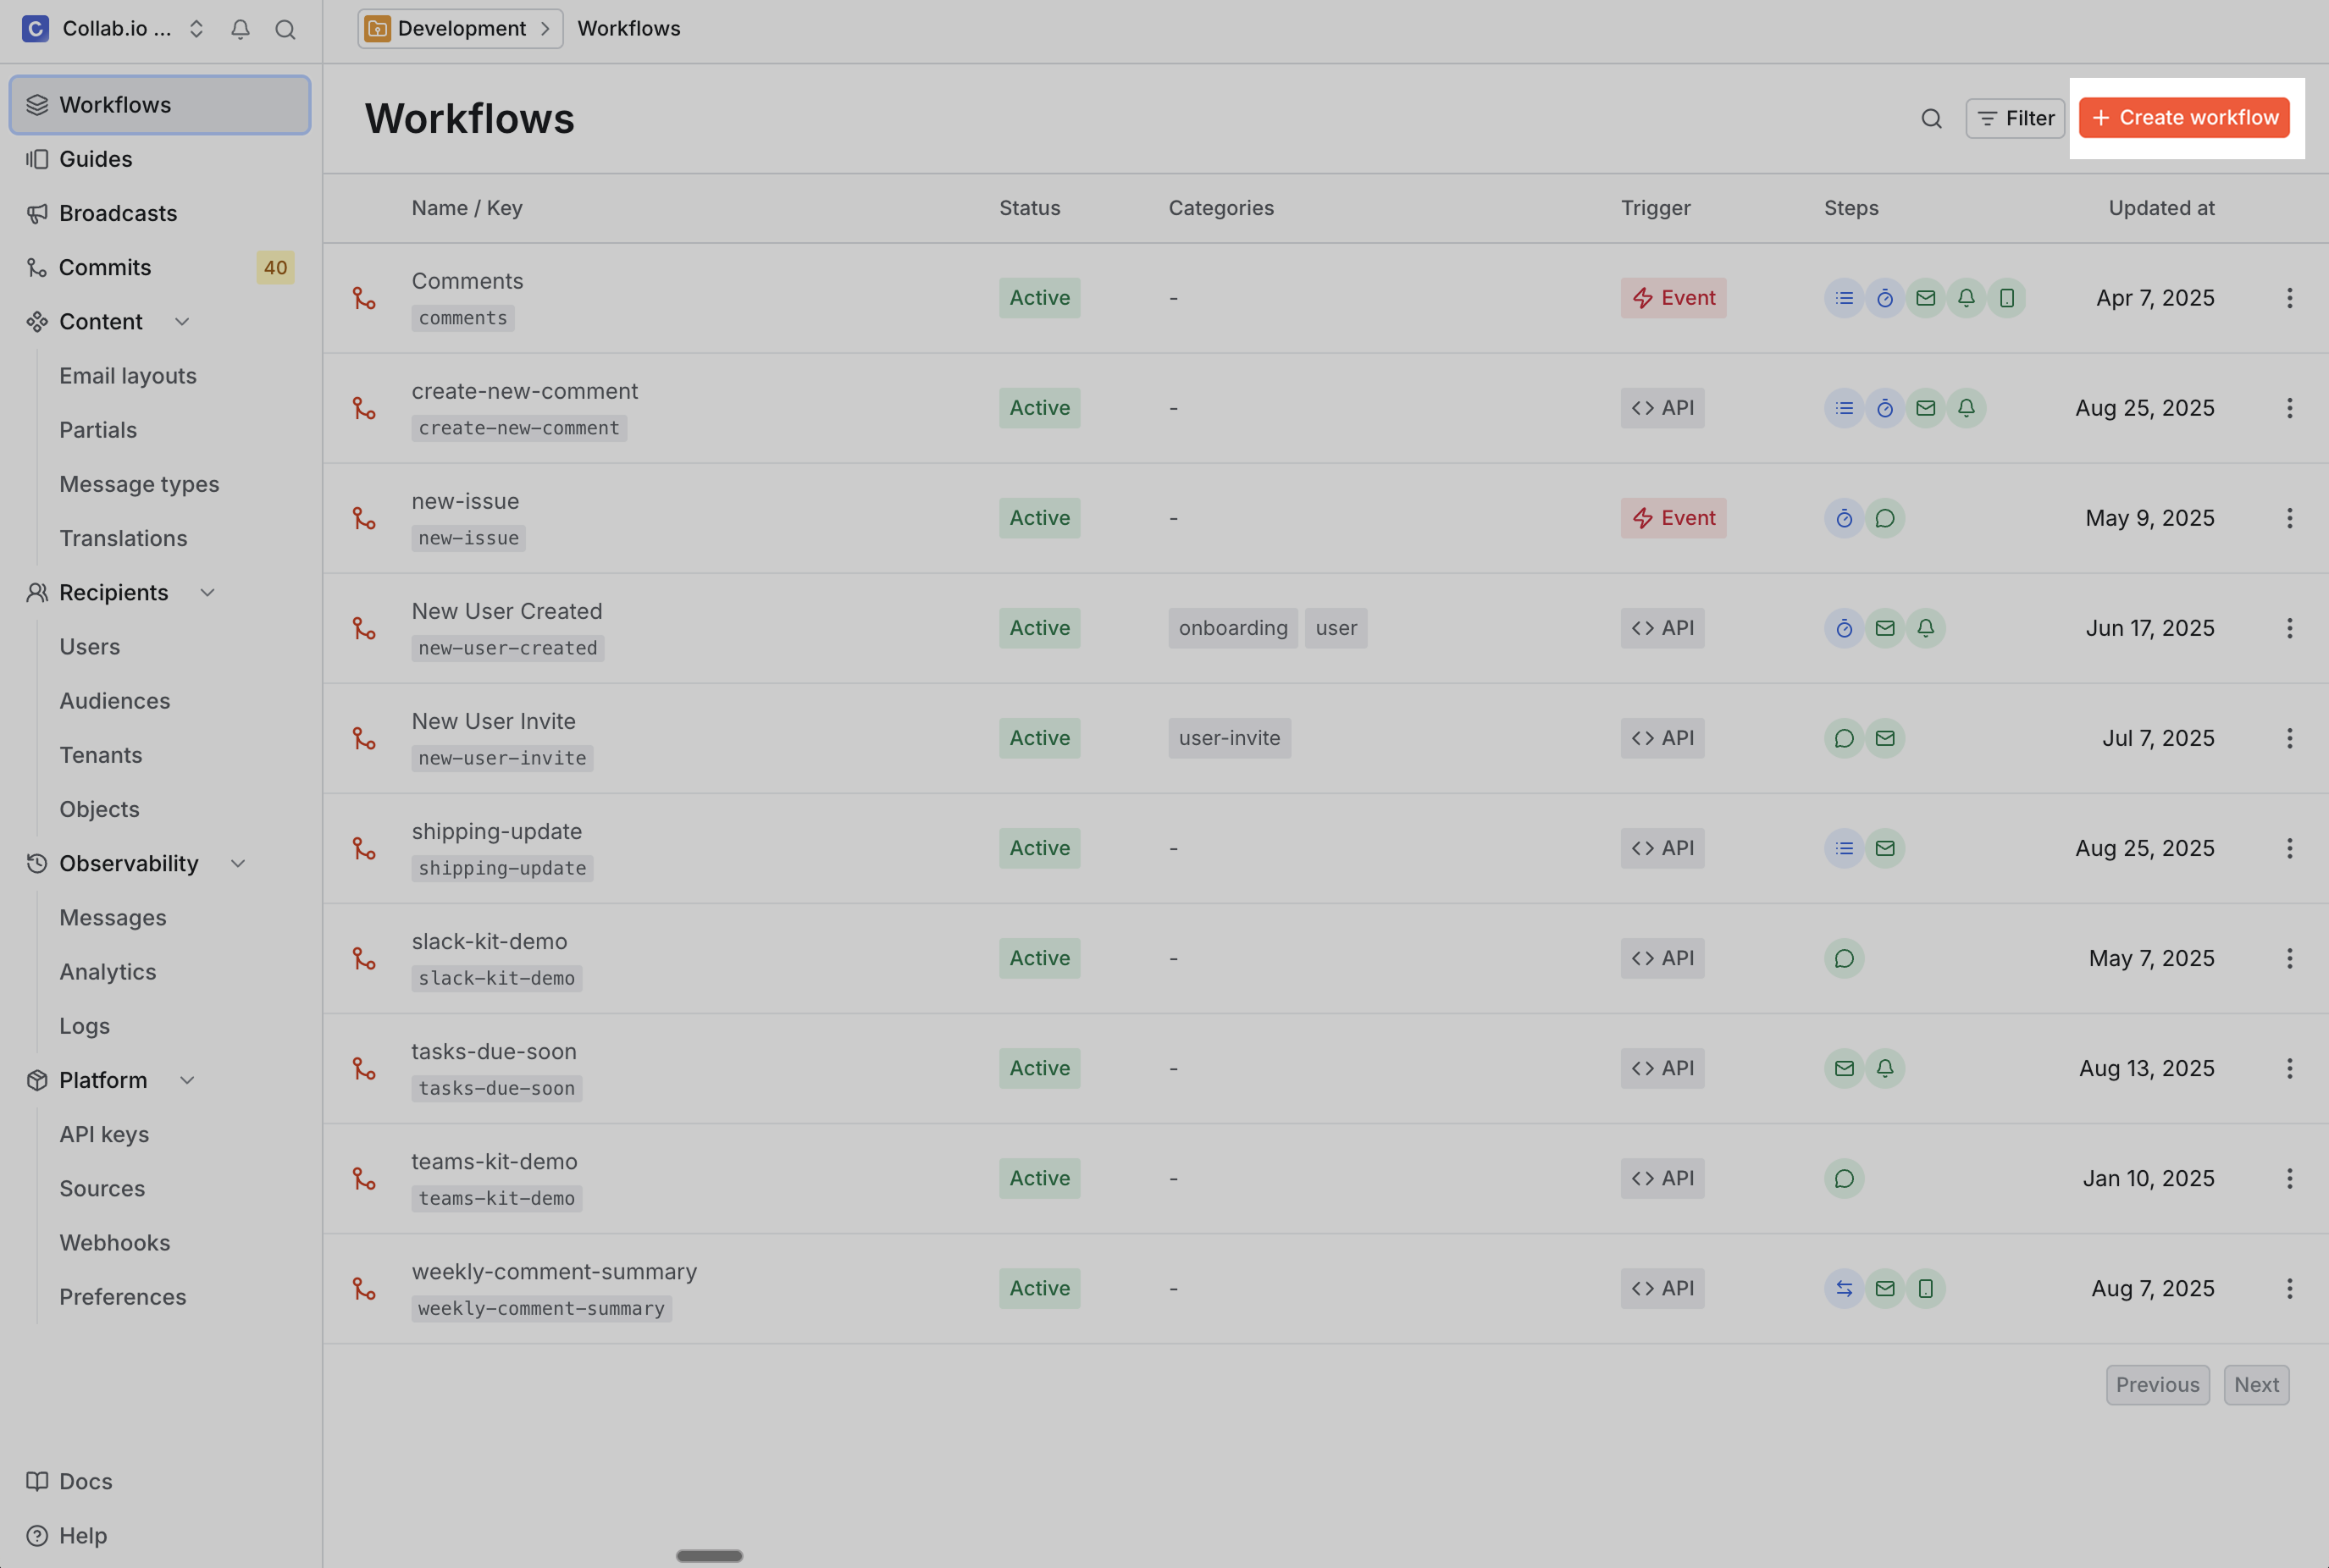 C Collab.io ...
Development
Workflows
Workflows
Guides
Broadcasts
Commits 40
Content
Email layouts
Partials
Message types
Translations
Recipients
Users
Audiences
Tenants
Objects
Observability
Messages
Analytics
Logs
Platform
API keys
Sources
Webhooks
Preferences
Docs
Help
Workflows
Filter
+ Create workflow
Name / Key Status Categories Trigger Steps Updated at
Comments
comments
Active - Event Apr 7, 2025
create-new-comment
create-new-comment
Active - <> API Aug 25, 2025
new-issue
new-issue
Active - Event May 9, 2025
New User Created
new-user-created
Active onboarding user <> API Jun 17, 2025
New User Invite
new-user-invite
Active user-invite <> API Jul 7, 2025
shipping-update
shipping-update
Active - <> API Aug 25, 2025
slack-kit-demo
slack-kit-demo
Active - <> API May 7, 2025
tasks-due-soon
tasks-due-soon
Active - <> API Aug 13, 2025
teams-kit-demo
teams-kit-demo
Active - <> API Jan 10, 2025
weekly-comment-summary
weekly-comment-summary
Active - <> API Aug 7, 2025
Previous Next